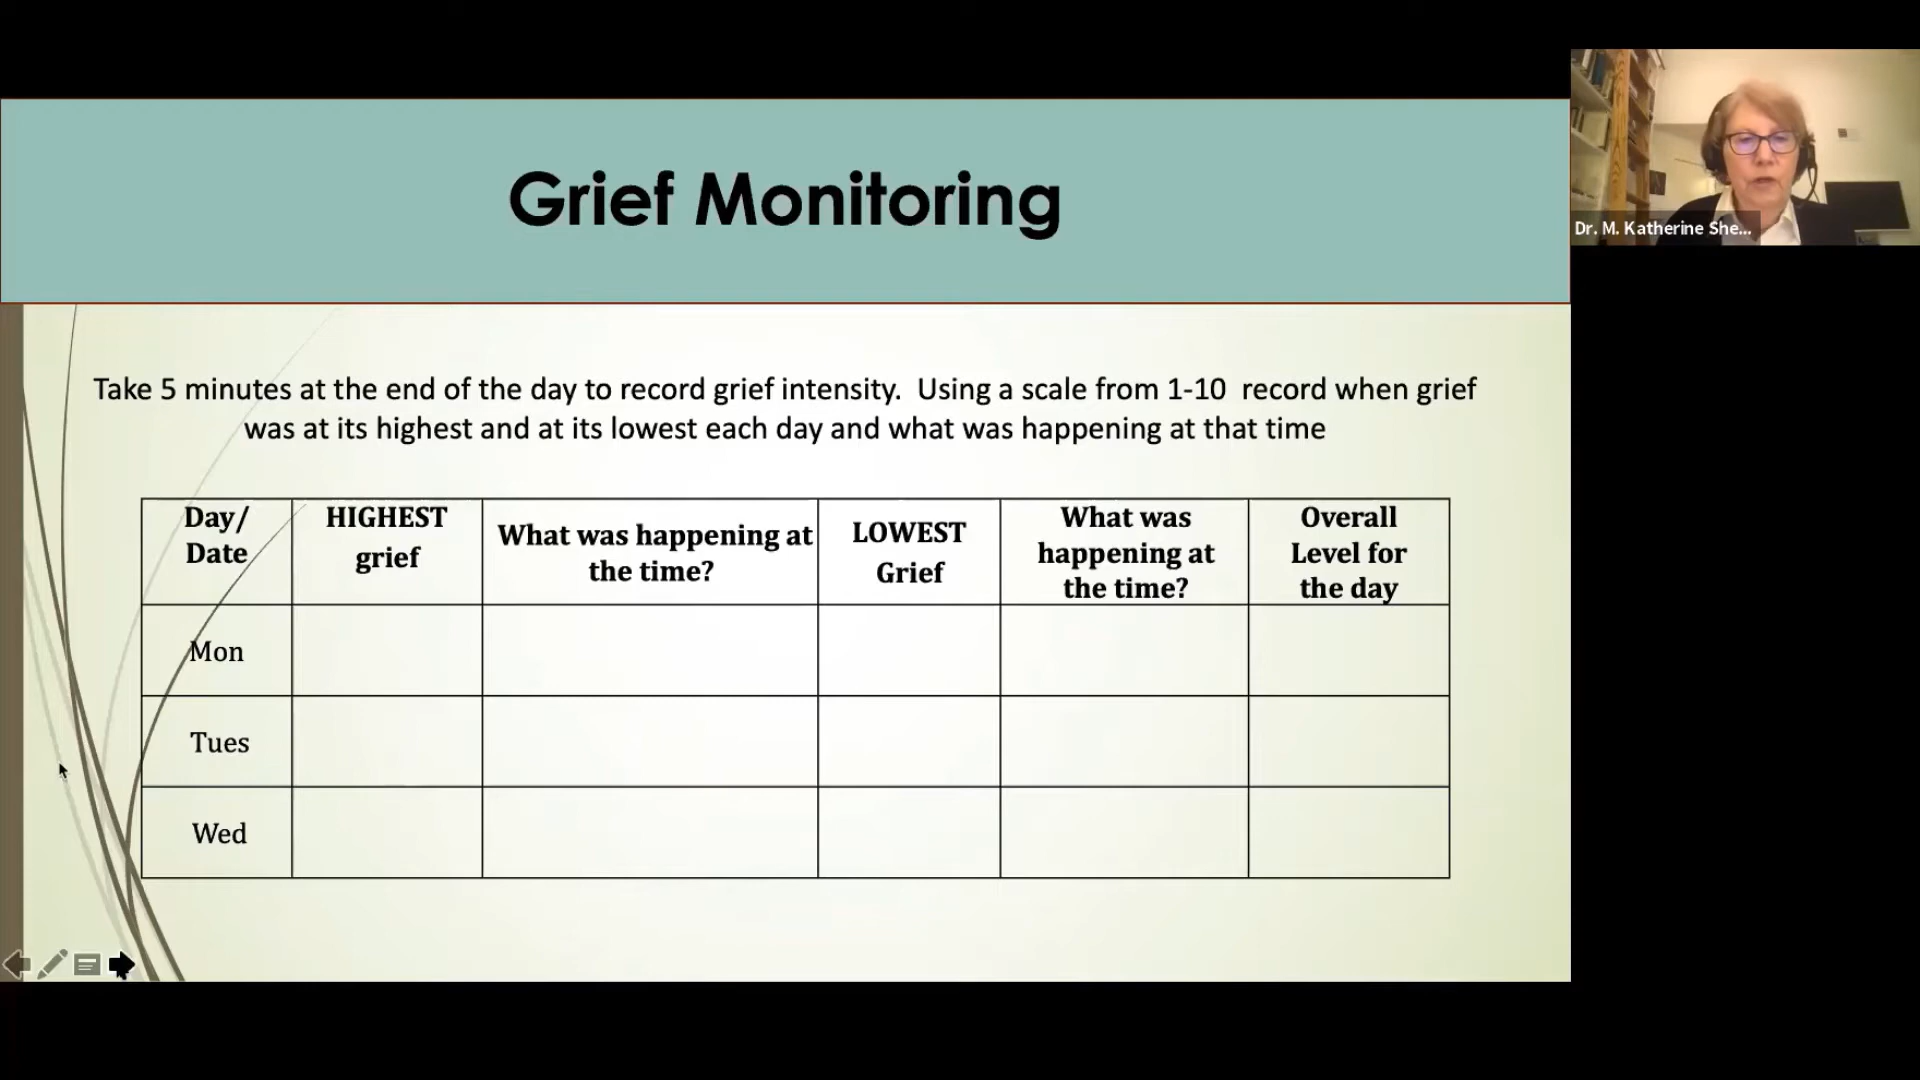 Grief Monitoring
Dr. M. Katherine She...
Take 5 minutes at the end of the day to record grief intensity.  Using a scale from 1-10  record when grief
was at its highest and at its lowest each day and what was happening at that time
Day/
Date
HIGHEST
grief
What was happening at
the time?
LOWEST
Grief
What was
happening at
the time?
Overall
Level for
the day
Mon
Tues
Wed